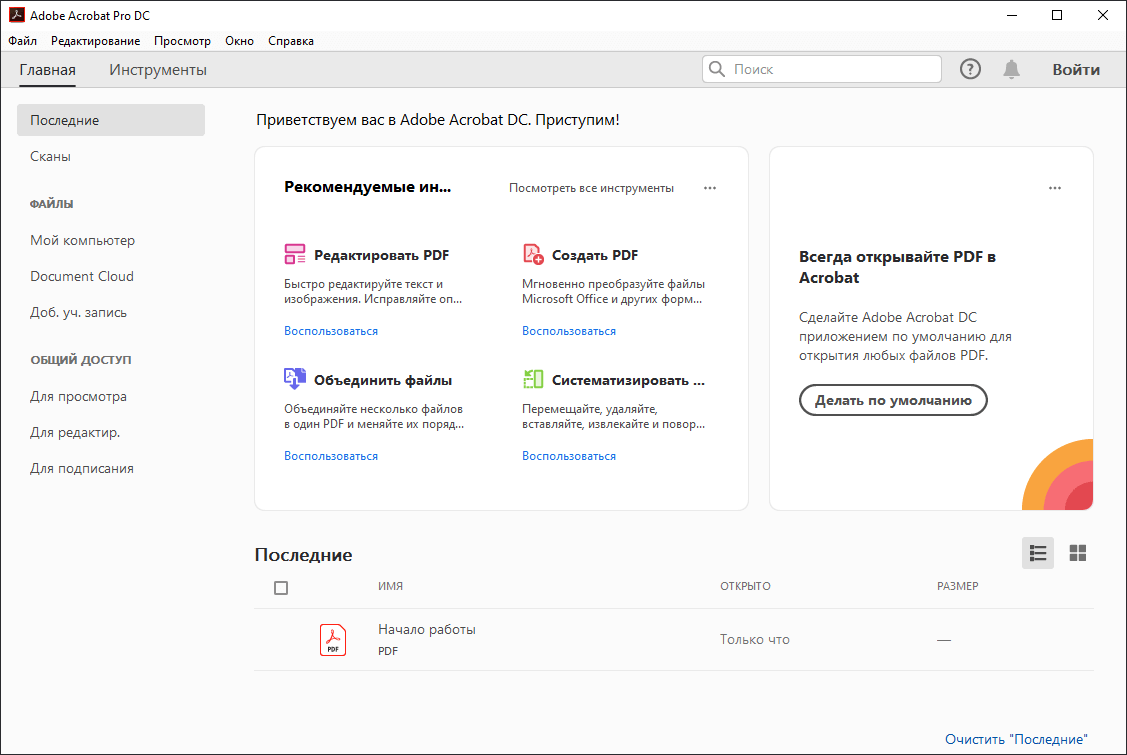 Adobe Acrobat Pro DC
Файл Редактирование Просмотр Окно Справка
Главная Инструменты Поиск ? Войти
Последние
Сканы
ФАЙЛЫ
Мой компьютер
Document Cloud
Доб. уч. запись
ОБЩИЙ ДОСТУП
Для просмотра
Для редактир.
Для подписания
Приветствуем вас в Adobe Acrobat DC. Приступим!
Рекомендуемые ин... Посмотреть все инструменты ...
Редактировать PDF
Быстро редактируйте текст и
изображения. Исправляйте оп...
Воспользоваться
Создать PDF
Мгновенно преобразуйте файлы
Microsoft Office и других форм...
Воспользоваться
Объединить файлы
Объединяйте несколько файлов
в один PDF и меняйте их поряд...
Воспользоваться
Систематизировать ...
Перемещайте, удаляйте,
вставляйте, извлекайте и повор...
Воспользоваться
...
Всегда открывайте PDF в
Acrobat
Сделайте Adobe Acrobat DC
приложением по умолчанию для
открытия любых файлов PDF.
Делать по умолчанию
Последние
ИМЯ ОТКРЫТО РАЗМЕР
PDF
Начало работы
PDF
Только что —
Очистить "Последние"